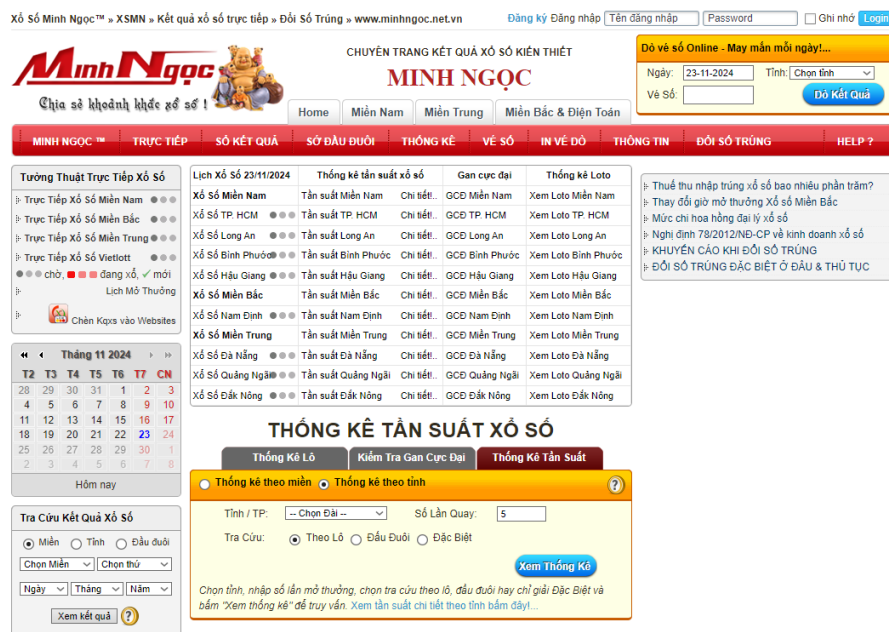 Xổ Số Minh Ngọc™ » XSMN » Kết quả xổ số trực tiếp » Đổi Số Trúng » www.minhngoc.net.vn
Đăng ký Đăng nhập Tên đăng nhập Password Ghi nhớ Login
Minh Ngọc
Chia sẻ khoảnh khắc xổ số !
CHUYÊN TRANG KẾT QUẢ XỔ SỐ KIẾN THIẾT
MINH NGỌC
Home Miền Nam Miền Trung Miền Bắc & Điện Toán
Dò vé số Online - May mắn mỗi ngày!...
Ngày: 23-11-2024 Tỉnh: Chọn tỉnh
Vé Số: Dò Kết Quả
MINH NGỌC ™ TRỰC TIẾP SỔ KẾT QUẢ SỚ ĐẦU ĐUÔI THỐNG KÊ VÉ SỐ IN VÉ DÒ THÔNG TIN ĐỔI SỐ TRÚNG HELP ?
Tường Thuật Trực Tiếp Xổ Số
Trực Tiếp Xổ Số Miền Nam
Trực Tiếp Xổ Số Miền Bắc
Trực Tiếp Xổ Số Miền Trung
Trực Tiếp Xổ Số Vietlott
chờ, đang xổ, mới
Lịch Mở Thưởng
Chèn Kqxs vào Websites
Tháng 11 2024
T2 T3 T4 T5 T6 T7 CN
28 29 30 31 1 2 3
4 5 6 7 8 9 10
11 12 13 14 15 16 17
18 19 20 21 22 23 24
25 26 27 28 29 30 1
2 3 4 5 6 7 8
Hôm nay
Tra Cứu Kết Quả Xổ Số
Miền Tỉnh Đầu đuôi
Chọn Miền Chọn thứ
Ngày Tháng Năm
Xem kết quả ?
Lịch Xổ Số 23/11/2024 Thống kê tần suất xổ số Gan cực đại Thống kê Loto
Xổ Số Miền Nam Tần suất Miền Nam Chi tiết!.. GCĐ Miền Nam Xem Loto Miền Nam
Xổ Số TP. HCM Tần suất TP. HCM Chi tiết!.. GCĐ TP. HCM Xem Loto TP. HCM
Xổ Số Long An Tần suất Long An Chi tiết!.. GCĐ Long An Xem Loto Long An
Xổ Số Bình Phước Tần suất Bình Phước Chi tiết!.. GCĐ Bình Phước Xem Loto Bình Phước
Xổ Số Hậu Giang Tần suất Hậu Giang Chi tiết!.. GCĐ Hậu Giang Xem Loto Hậu Giang
Xổ Số Miền Bắc Tần suất Miền Bắc Chi tiết!.. GCĐ Miền Bắc Xem Loto Miền Bắc
Xổ Số Nam Định Tần suất Nam Định Chi tiết!.. GCĐ Nam Định Xem Loto Nam Định
Xổ Số Miền Trung Tần suất Miền Trung Chi tiết!.. GCĐ Miền Trung Xem Loto Miền Trung
Xổ Số Đà Nẵng Tần suất Đà Nẵng Chi tiết!.. GCĐ Đà Nẵng Xem Loto Đà Nẵng
Xổ Số Quảng Ngãi Tần suất Quảng Ngãi Chi tiết!.. GCĐ Quảng Ngãi Xem Loto Quảng Ngãi
Xổ Số Đắk Nông Tần suất Đắk Nông Chi tiết!.. GCĐ Đắk Nông Xem Loto Đắk Nông
THỐNG KÊ TẦN SUẤT XỔ SỐ
Thống Kê Lô Kiểm Tra Gan Cực Đại Thống Kê Tần Suất
Thống kê theo miền Thống kê theo tỉnh ?
Tỉnh / TP: -- Chọn Đài -- Số Lần Quay: 5
Tra Cứu: Theo Lô Đầu Đuôi Đặc Biệt
Xem Thống Kê
Chọn tỉnh, nhập số lần mở thưởng, chọn tra cứu theo lô, đầu đuôi hay chỉ giải Đặc Biệt và
bấm "Xem thống kê" để truy vấn. Xem tần suất chi tiết theo tỉnh bấm đây!...
Thuế thu nhập trúng xổ số bao nhiêu phần trăm?
Thay đổi giờ mở thưởng Xổ số Miền Bắc
Mức chi hoa hồng đại lý xổ số
Nghị định 78/2012/NĐ-CP về kinh doanh xổ số
KHUYẾN CÁO KHI ĐỔI SỐ TRÚNG
ĐỔI SỐ TRÚNG ĐẶC BIỆT Ở ĐÂU & THỦ TỤC